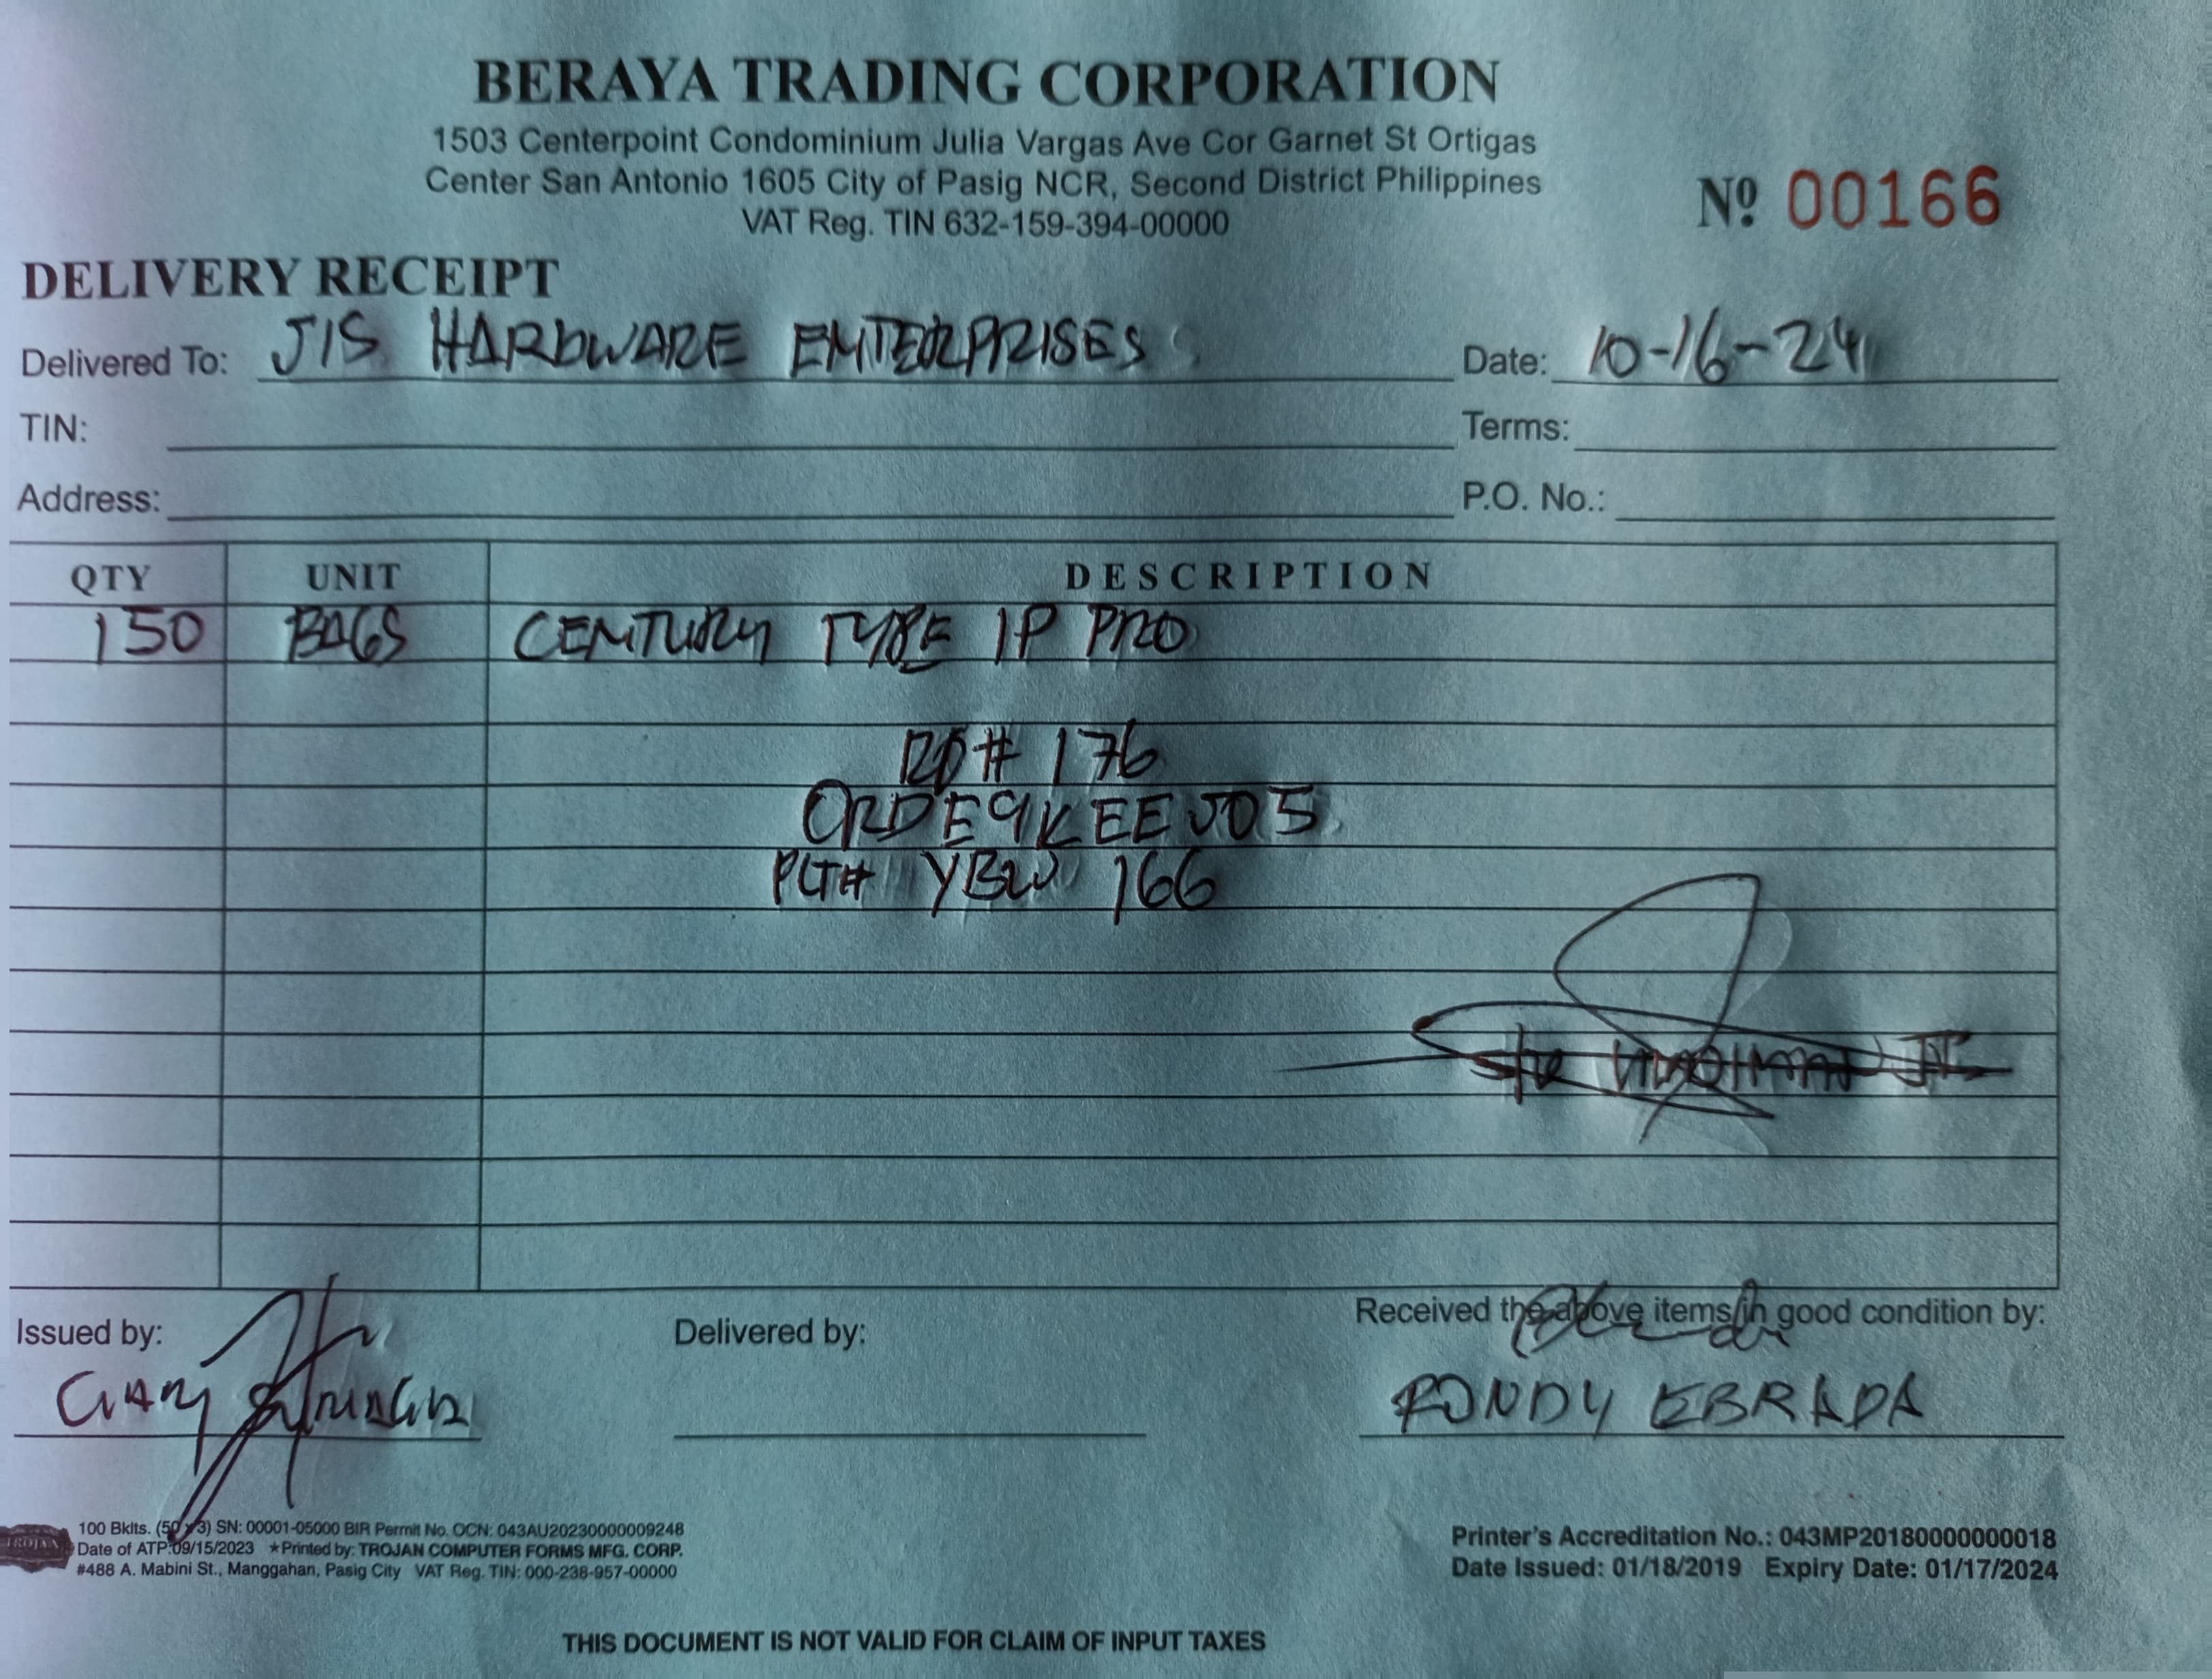 BERAYA TRADING CORPORATION
1503 Centerpoint Condominium Julia Vargas Ave Cor Garnet St Ortigas
Center San Antonio 1605 City of Pasig NCR, Second District Philippines
VAT Reg. TIN 632-159-394-00000
Nº 00166
DELIVERY RECEIPT
Delivered To: JIS HARDWARE ENTERPRISES Date: 10-16-24
TIN: Terms:
Address: P.O. No.:
QTY UNIT DESCRIPTION
150 BAGS CENTURY TYPE 1P PRO
# 176
ORDE9KEEJ05
PLT# YBW 166
Issued by: Delivered by: Received the above items in good condition by:
GARY RONDY EBRADA
TROJAN
100 Bklts. (50 x 3) SN: 00001-05000 BIR Permit No. OCN: 043AU20230000009248
Date of ATP:09/15/2023 ★Printed by: TROJAN COMPUTER FORMS MFG. CORP.
#488 A. Mabini St., Manggahan, Pasig City VAT Reg. TIN: 000-238-957-00000
Printer's Accreditation No.: 043MP20180000000018
Date Issued: 01/18/2019 Expiry Date: 01/17/2024
THIS DOCUMENT IS NOT VALID FOR CLAIM OF INPUT TAXES